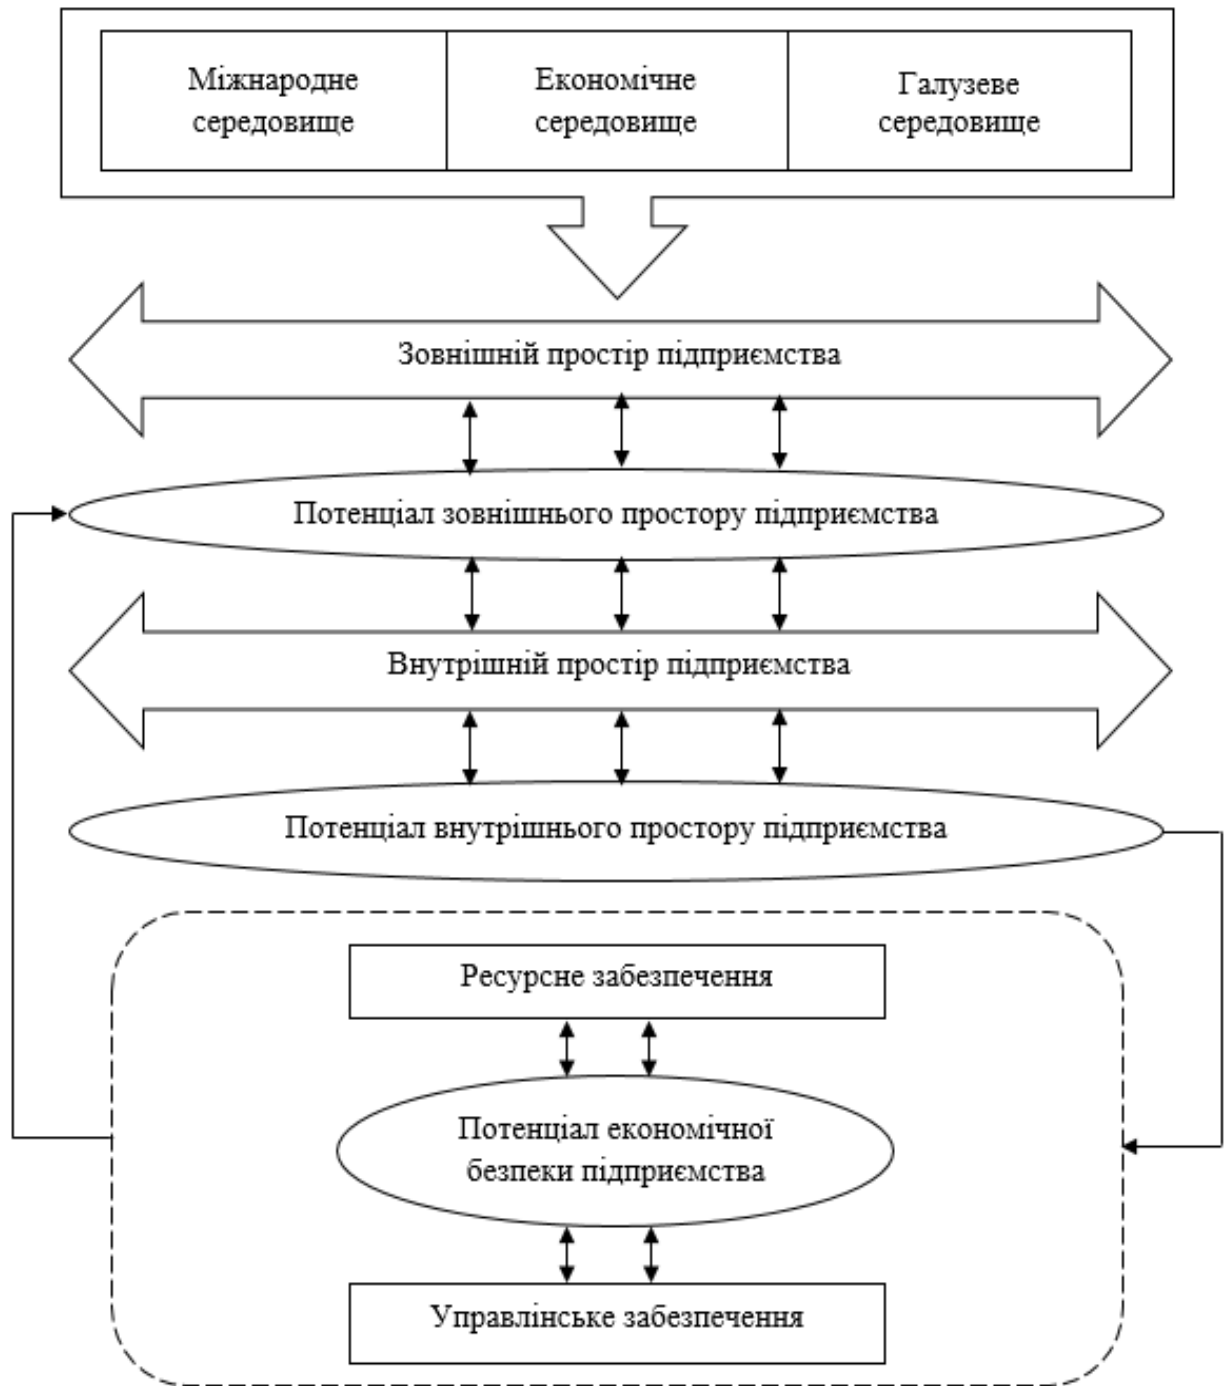 Міжнародне
середовище
Економічне
середовище
Галузеве
середовище
Зовнішній простір підприємства
Потенціал зовнішнього простору підприємства
Внутрішній простір підприємства
Потенціал внутрішнього простору підприємства
Ресурсне забезпечення
Потенціал економічної
безпеки підприємства
Управлінське забезпечення